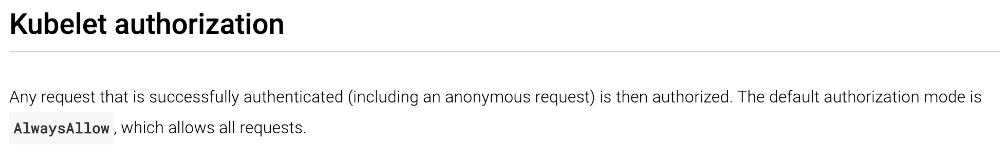 Kubelet authorization
Any request that is successfully authenticated (including an anonymous request) is then authorized. The default authorization mode is
AlwaysAllow , which allows all requests.